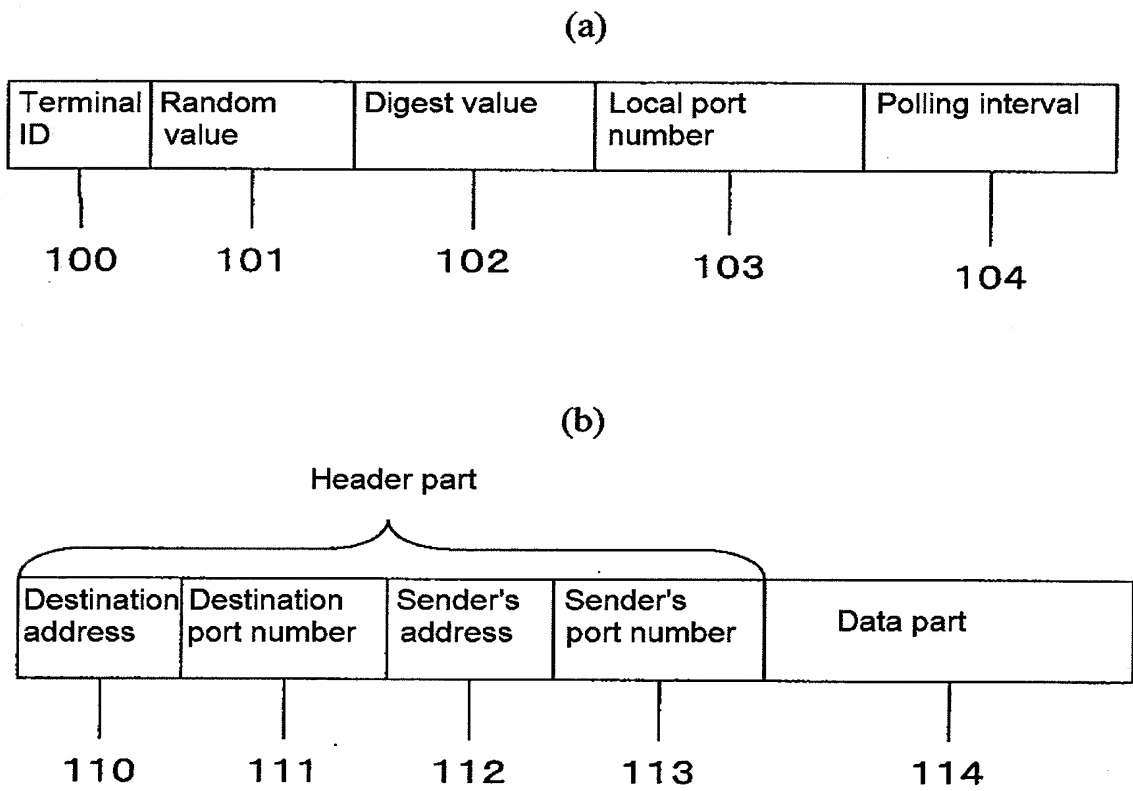 (a)
Terminal ID
Random value
Digest value
Local port number
Polling interval
100
101
102
103
104
(b)
Header part
Destination address
Destination port number
Sender's address
Sender's port number
Data part
110
111
112
113
114